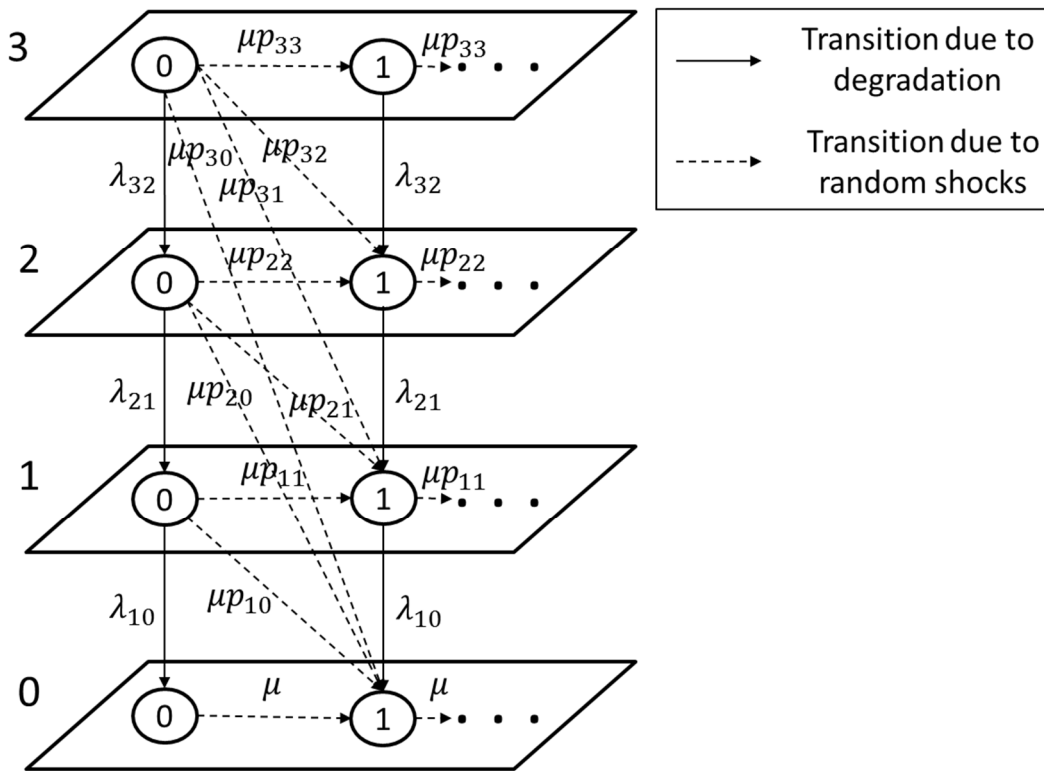 3
0
μp₃₃
1
μp₃₃
. . .
λ₃₂
μp₃₀
μp₃₂
μp₃₁
λ₃₂
2
0
μp₂₂
1
μp₂₂
. . .
λ₂₁
μp₂₀
μp₂₁
λ₂₁
1
0
μp₁₁
1
μp₁₁
. . .
λ₁₀
μp₁₀
λ₁₀
0
0
μ
1
μ
. . .
Transition due to
degradation
Transition due to
random shocks